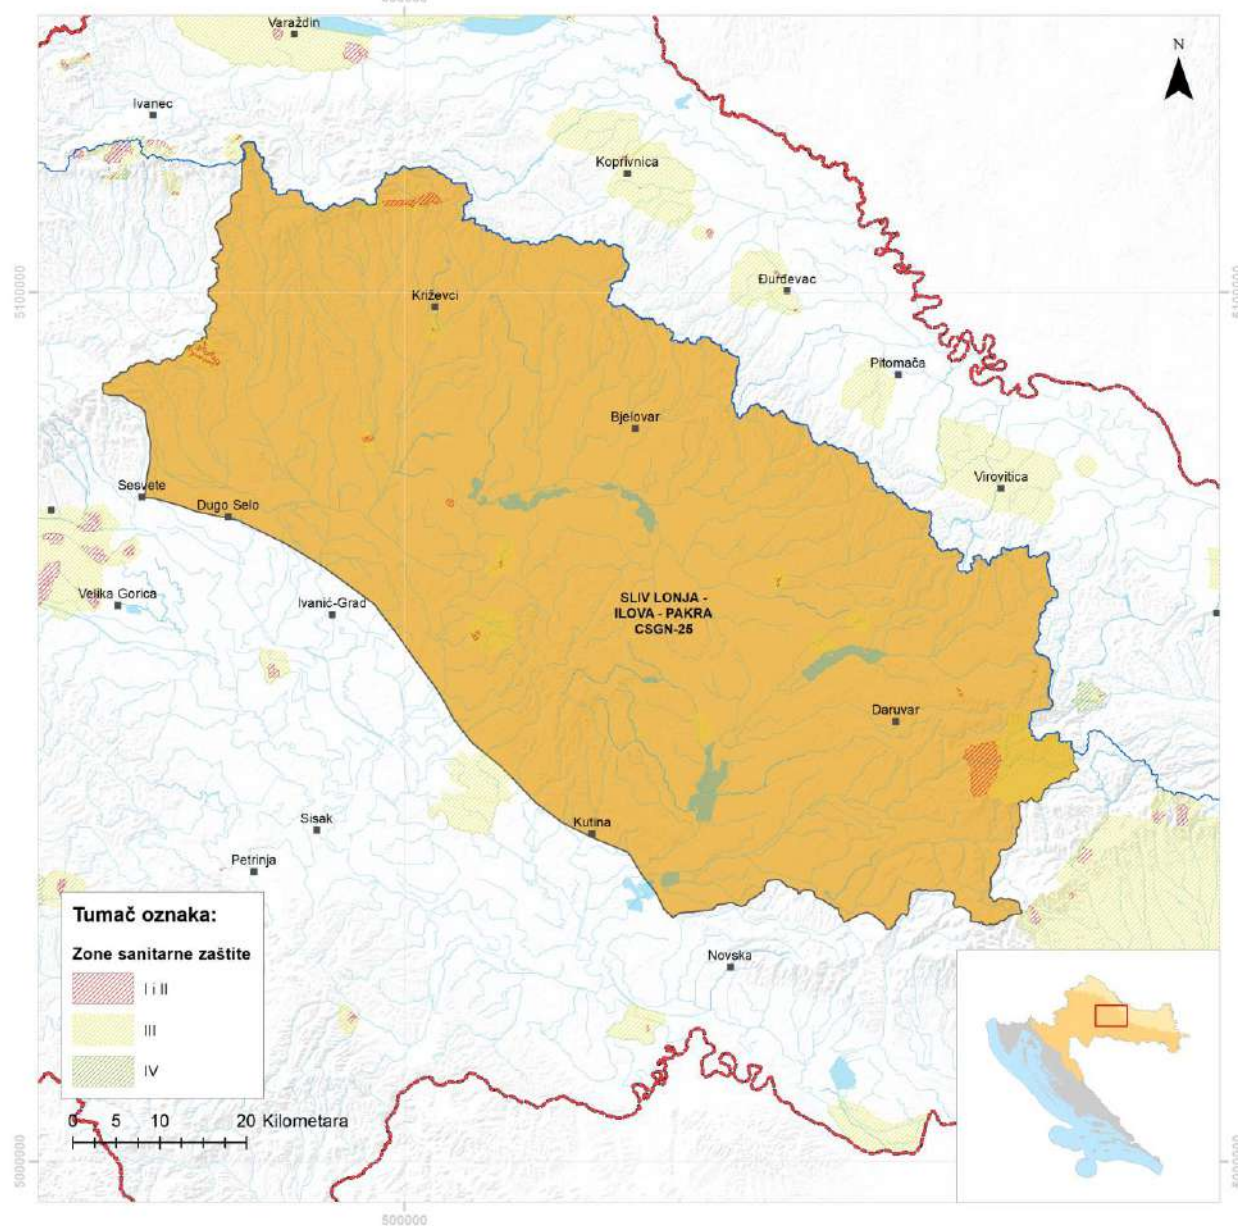 500000
Varaždin
N
Ivanec
Koprivnica
5100000
Đurđevac
5100000
Križevci
Pitomača
Bjelovar
Virovitica
Sesvete
Dugo Selo
Velika Gorica
Ivanić-Grad
SLIV LONJA -
ILOVA - PAKRA
CSGN-25
Daruvar
Sisak
Kutina
Petrinja
Novska
Tumač oznaka:
Zone sanitarne zaštite
I i II
III
IV
0 5 10 20 Kilometara
5000000
500000